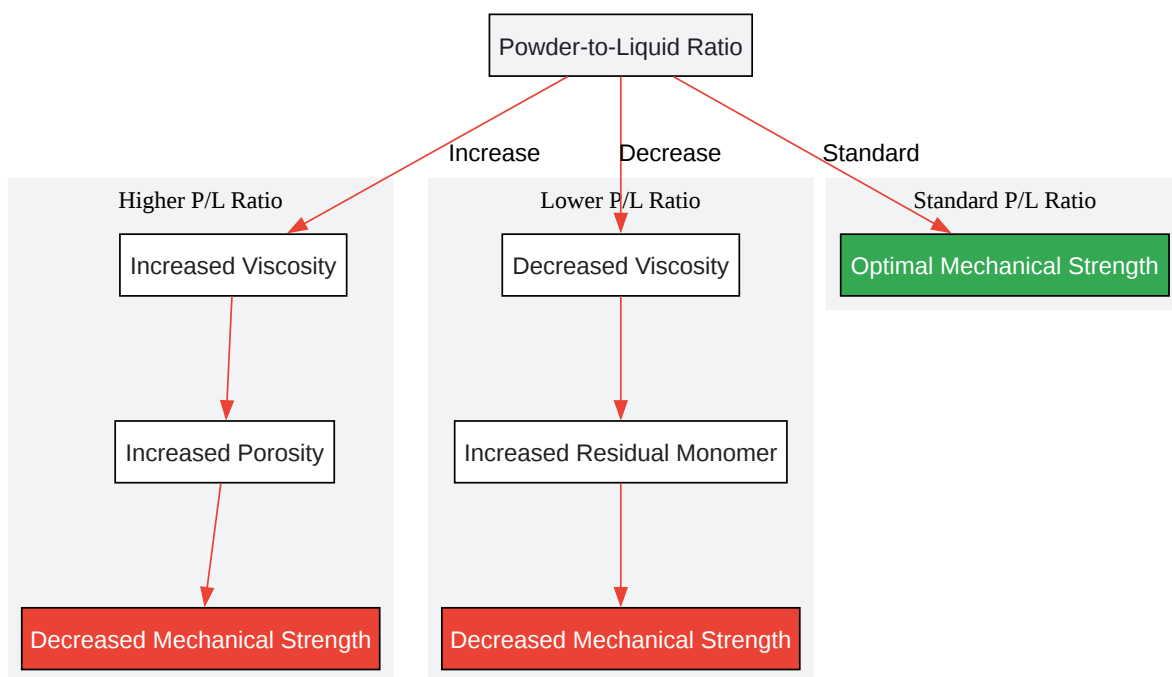 Powder-to-Liquid Ratio
Increase
Decrease
Standard
Higher P/L Ratio
Lower P/L Ratio
Standard P/L Ratio
Increased Viscosity
Decreased Viscosity
Optimal Mechanical Strength
Increased Porosity
Increased Residual Monomer
Decreased Mechanical Strength
Decreased Mechanical Strength